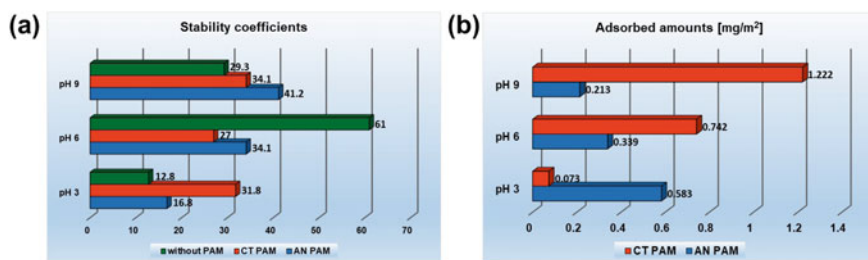 (a)
Stability coefficients
pH 9
29.3
34.1
41.2
pH 6
61
27
34.1
pH 3
12.8
31.8
16.8
0 10 20 30 40 50 60 70
without PAM CT PAM AN PAM
(b)
Adsorbed amounts [mg/m²]
pH 9
1.222
0.213
pH 6
0.742
0.339
pH 3
0.073
0.583
0 0.2 0.4 0.6 0.8 1 1.2 1.4
CT PAM AN PAM